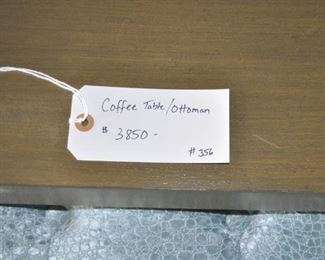 Coffee Table/Ottoman
$ 3850-
#356